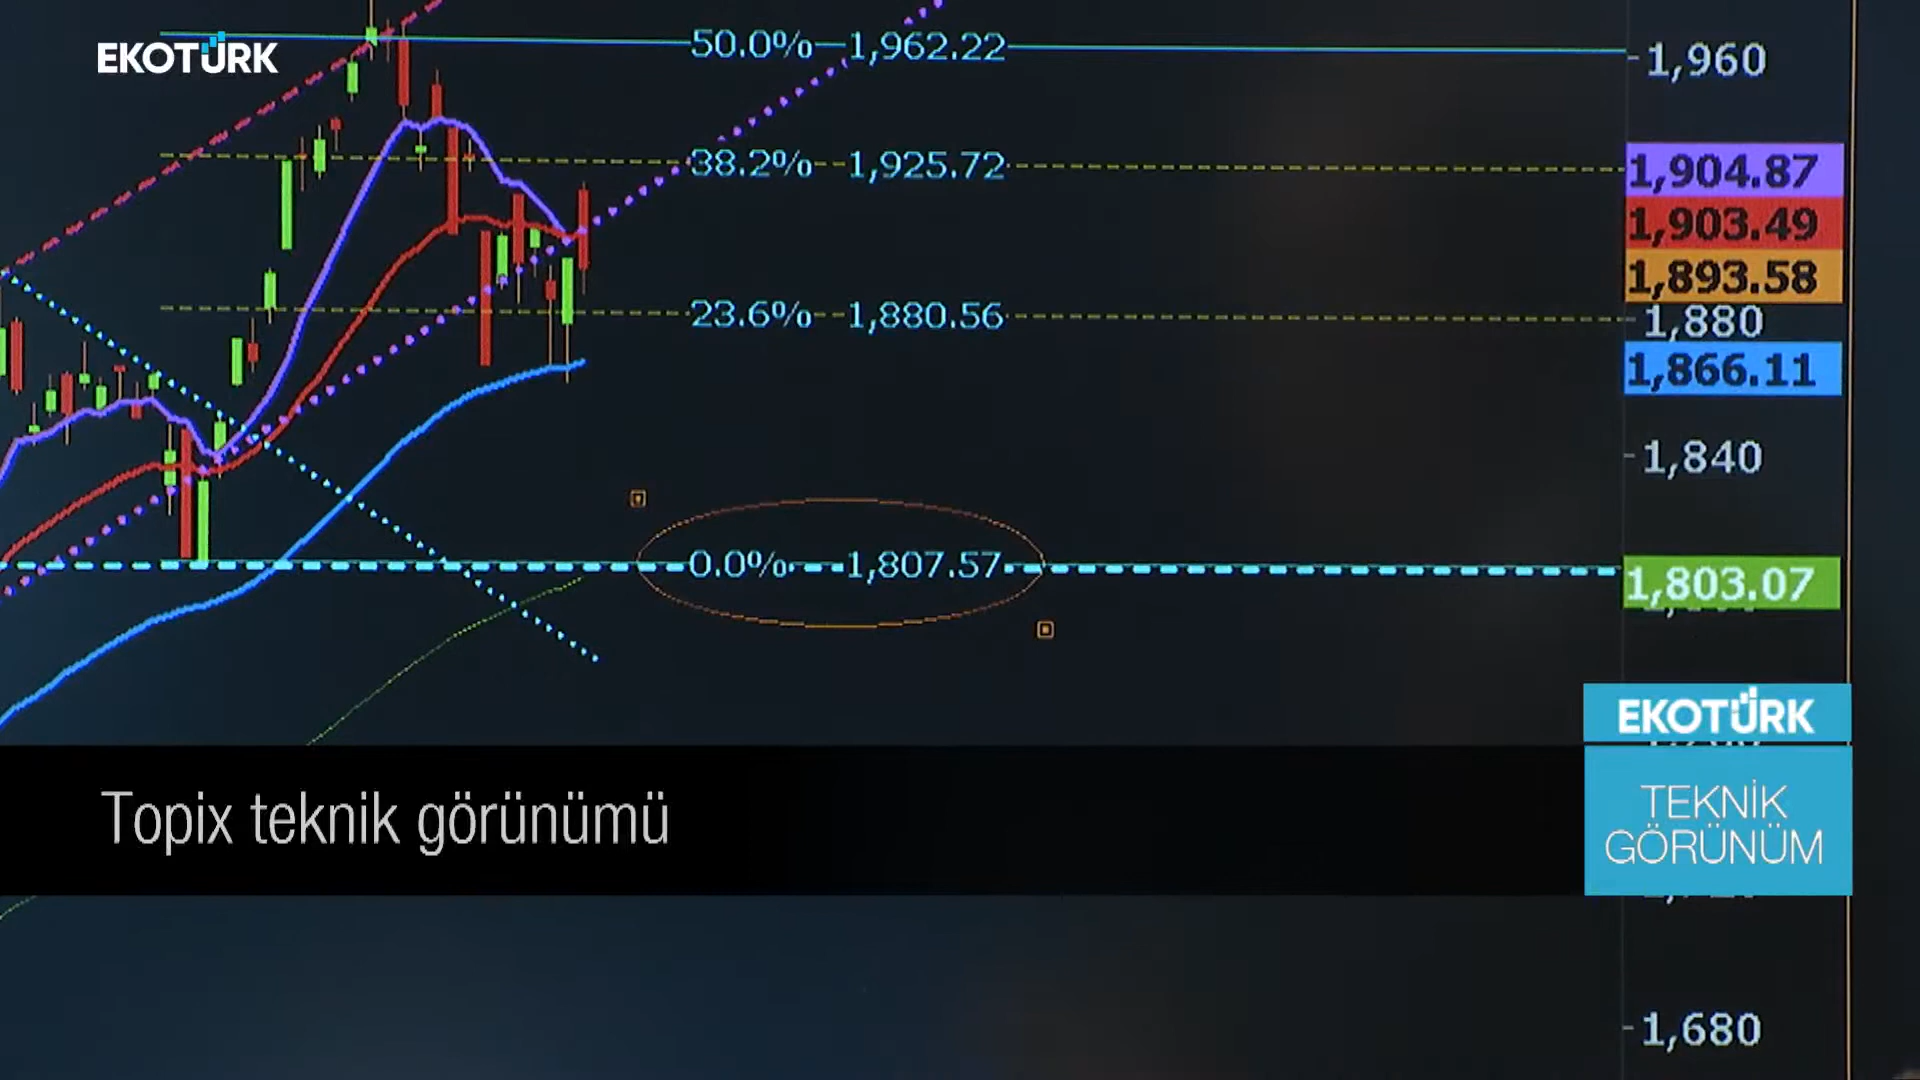 EKOTÜRK
50.0% 1,962.22
1,960
38.2% 1,925.72
1,904.87
1,903.49
1,893.58
23.6% 1,880.56
1,880
1,866.11
1,840
0.0% 1,807.57
1,803.07
EKOTÜRK
Topix teknik görünümü
TEKNİK
GÖRÜNÜM
1,680